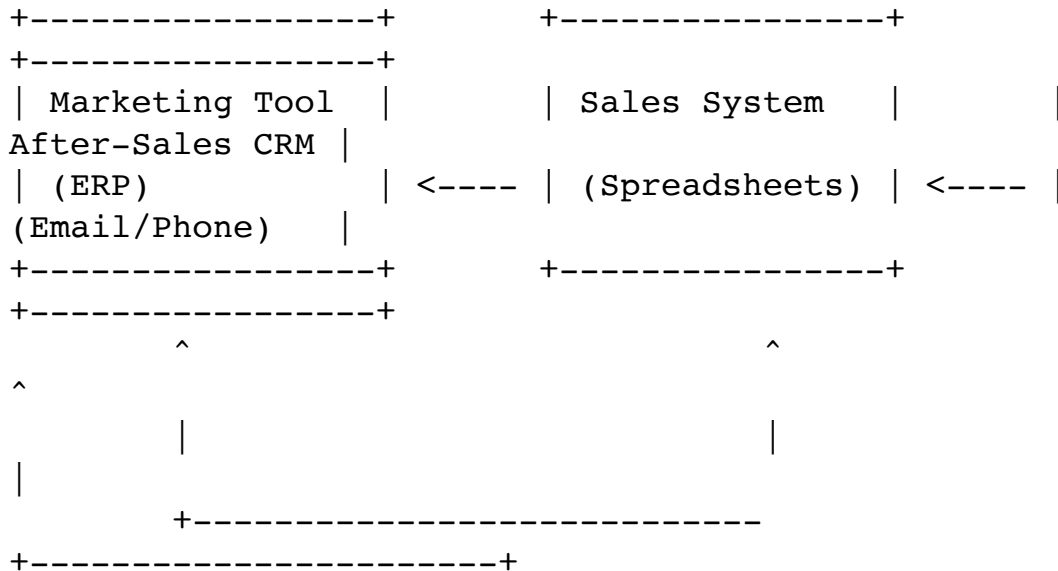 +-----------------+       +----------------+
+-----------------+
| Marketing Tool  |       | Sales System   |       |
After-Sales CRM |
| (ERP)           | <---- | (Spreadsheets) | <---- |
(Email/Phone)   |
+-----------------+       +----------------+
+-----------------+
        ^                            ^
^
        |                            |
|
        +----------------------------
+-----------------------+